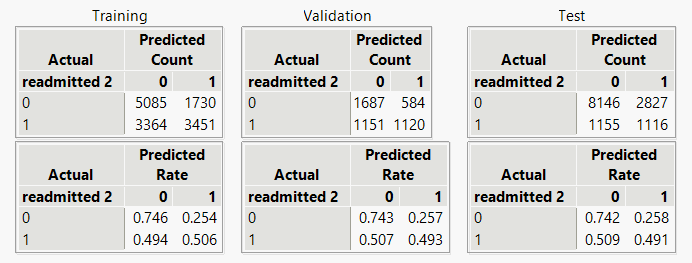 Training Validation Test
Predicted Predicted Predicted
Actual Count Actual Count Actual Count
readmitted 2 0 1 readmitted 2 0 1 readmitted 2 0 1
0 5085 1730 0 1687 584 0 8146 2827
1 3364 3451 1 1151 1120 1 1155 1116
Predicted Predicted Predicted
Actual Rate Actual Rate Actual Rate
readmitted 2 0 1 readmitted 2 0 1 readmitted 2 0 1
0 0.746 0.254 0 0.743 0.257 0 0.742 0.258
1 0.494 0.506 1 0.507 0.493 1 0.509 0.491